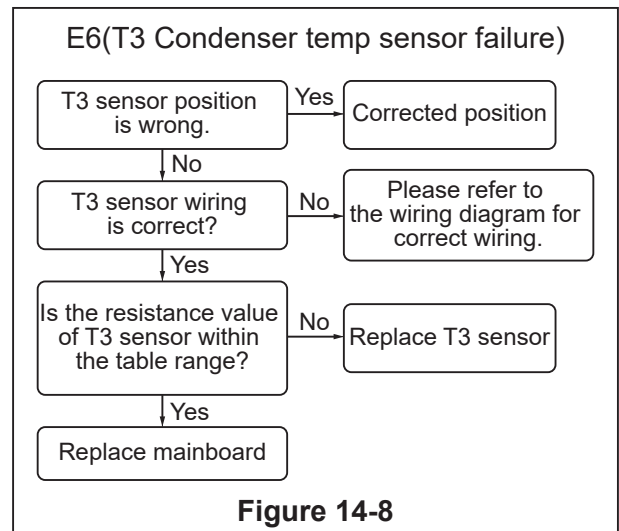 E6(T3 Condenser temp sensor failure)
T3 sensor position
is wrong.
Yes
Corrected position
No
T3 sensor wiring
is correct?
No
Please refer to
the wiring diagram for
correct wiring.
Yes
Is the resistance value
of T3 sensor within
the table range?
No
Replace T3 sensor
Yes
Replace mainboard
Figure 14-8